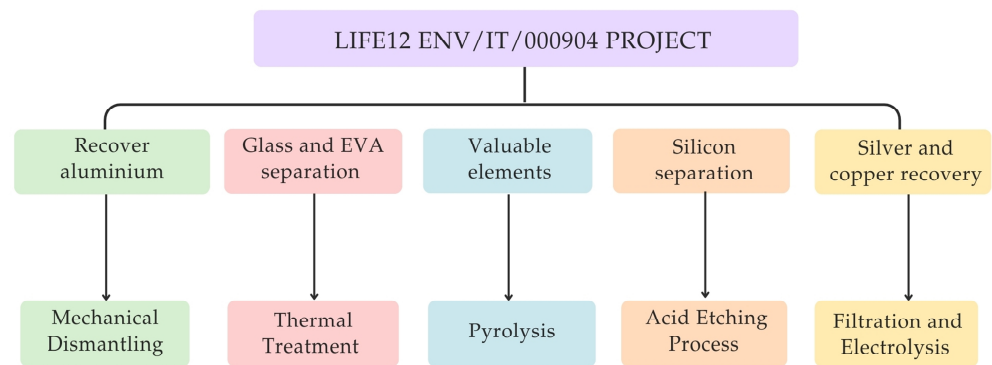 LIFE12 ENV/IT/000904 PROJECT
Recover
aluminium
Glass and EVA
separation
Valuable
elements
Silicon
separation
Silver and
copper recovery
Mechanical
Dismantling
Thermal
Treatment
Pyrolysis
Acid Etching
Process
Filtration and
Electrolysis